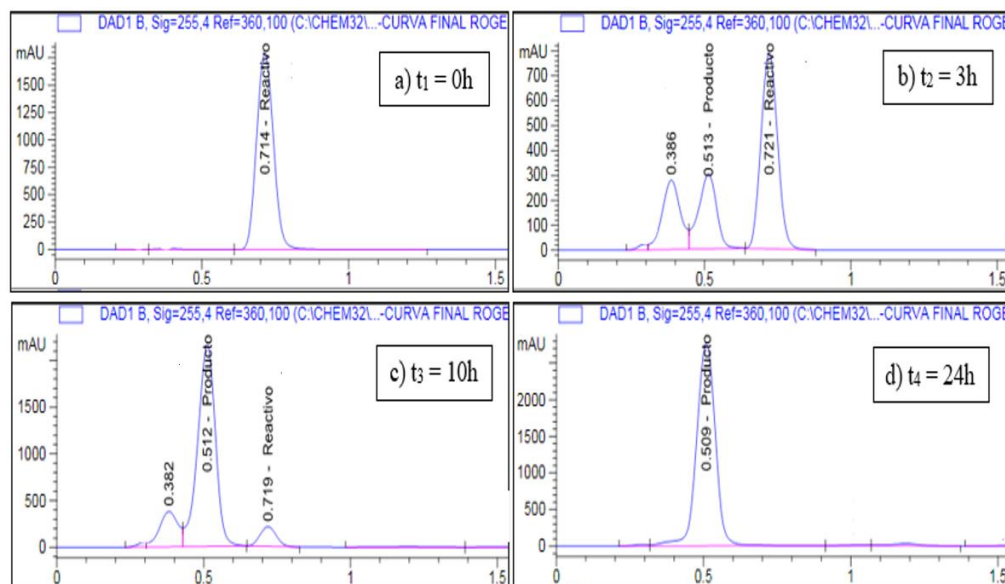 DAD1 B, Sig=255,4 Ref=360,100 (C:\CHEM32\...-CURVA FINAL ROGE
mAU
1500
1250
1000
750
500
250
0
0.714 - Reactivo
a) t1 = 0h
0
0.5
1
1.5
DAD1 B, Sig=255,4 Ref=360,100 (C:\CHEM32\...-CURVA FINAL ROGE
mAU
700
600
500
400
300
200
100
0
0.386
0.513 - Producto
0.721 - Reactivo
b) t2 = 3h
0
0.5
1
1.5
DAD1 B, Sig=255,4 Ref=360,100 (C:\CHEM32\...-CURVA FINAL ROGE
mAU
1500
1000
500
0
0.382
0.512 - Producto
0.719 - Reactivo
c) t3 = 10h
0
0.5
1
1.5
DAD1 B, Sig=255,4 Ref=360,100 (C:\CHEM32\...-CURVA FINAL ROGE
mAU
2000
1500
1000
500
0
0.509 - Producto
d) t4 = 24h
0
0.5
1
1.5